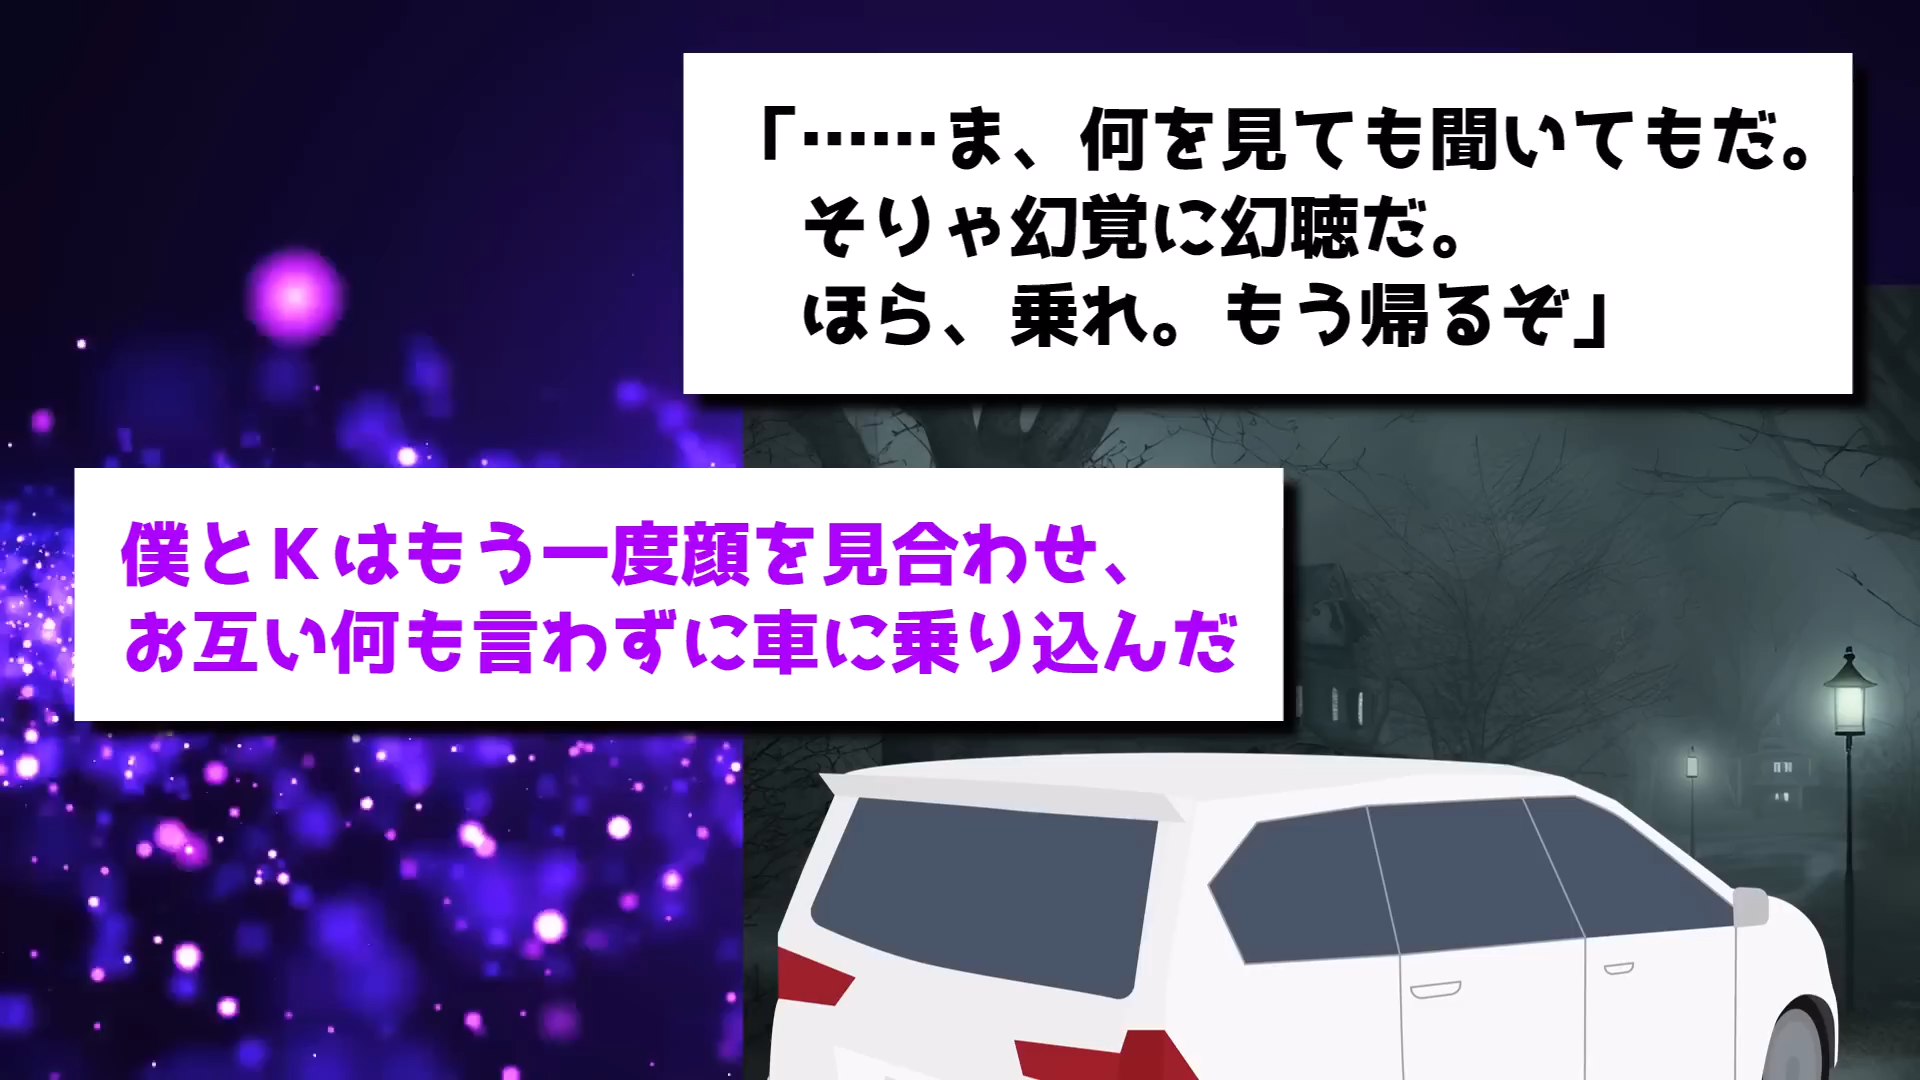 「……ま、何を見ても聞いてもだ。
そりゃ幻覚に幻聴だ。
ほら、乗れ。もう帰るぞ」
僕とＫはもう一度顔を見合わせ、
お互い何も言わずに車に乗り込んだ